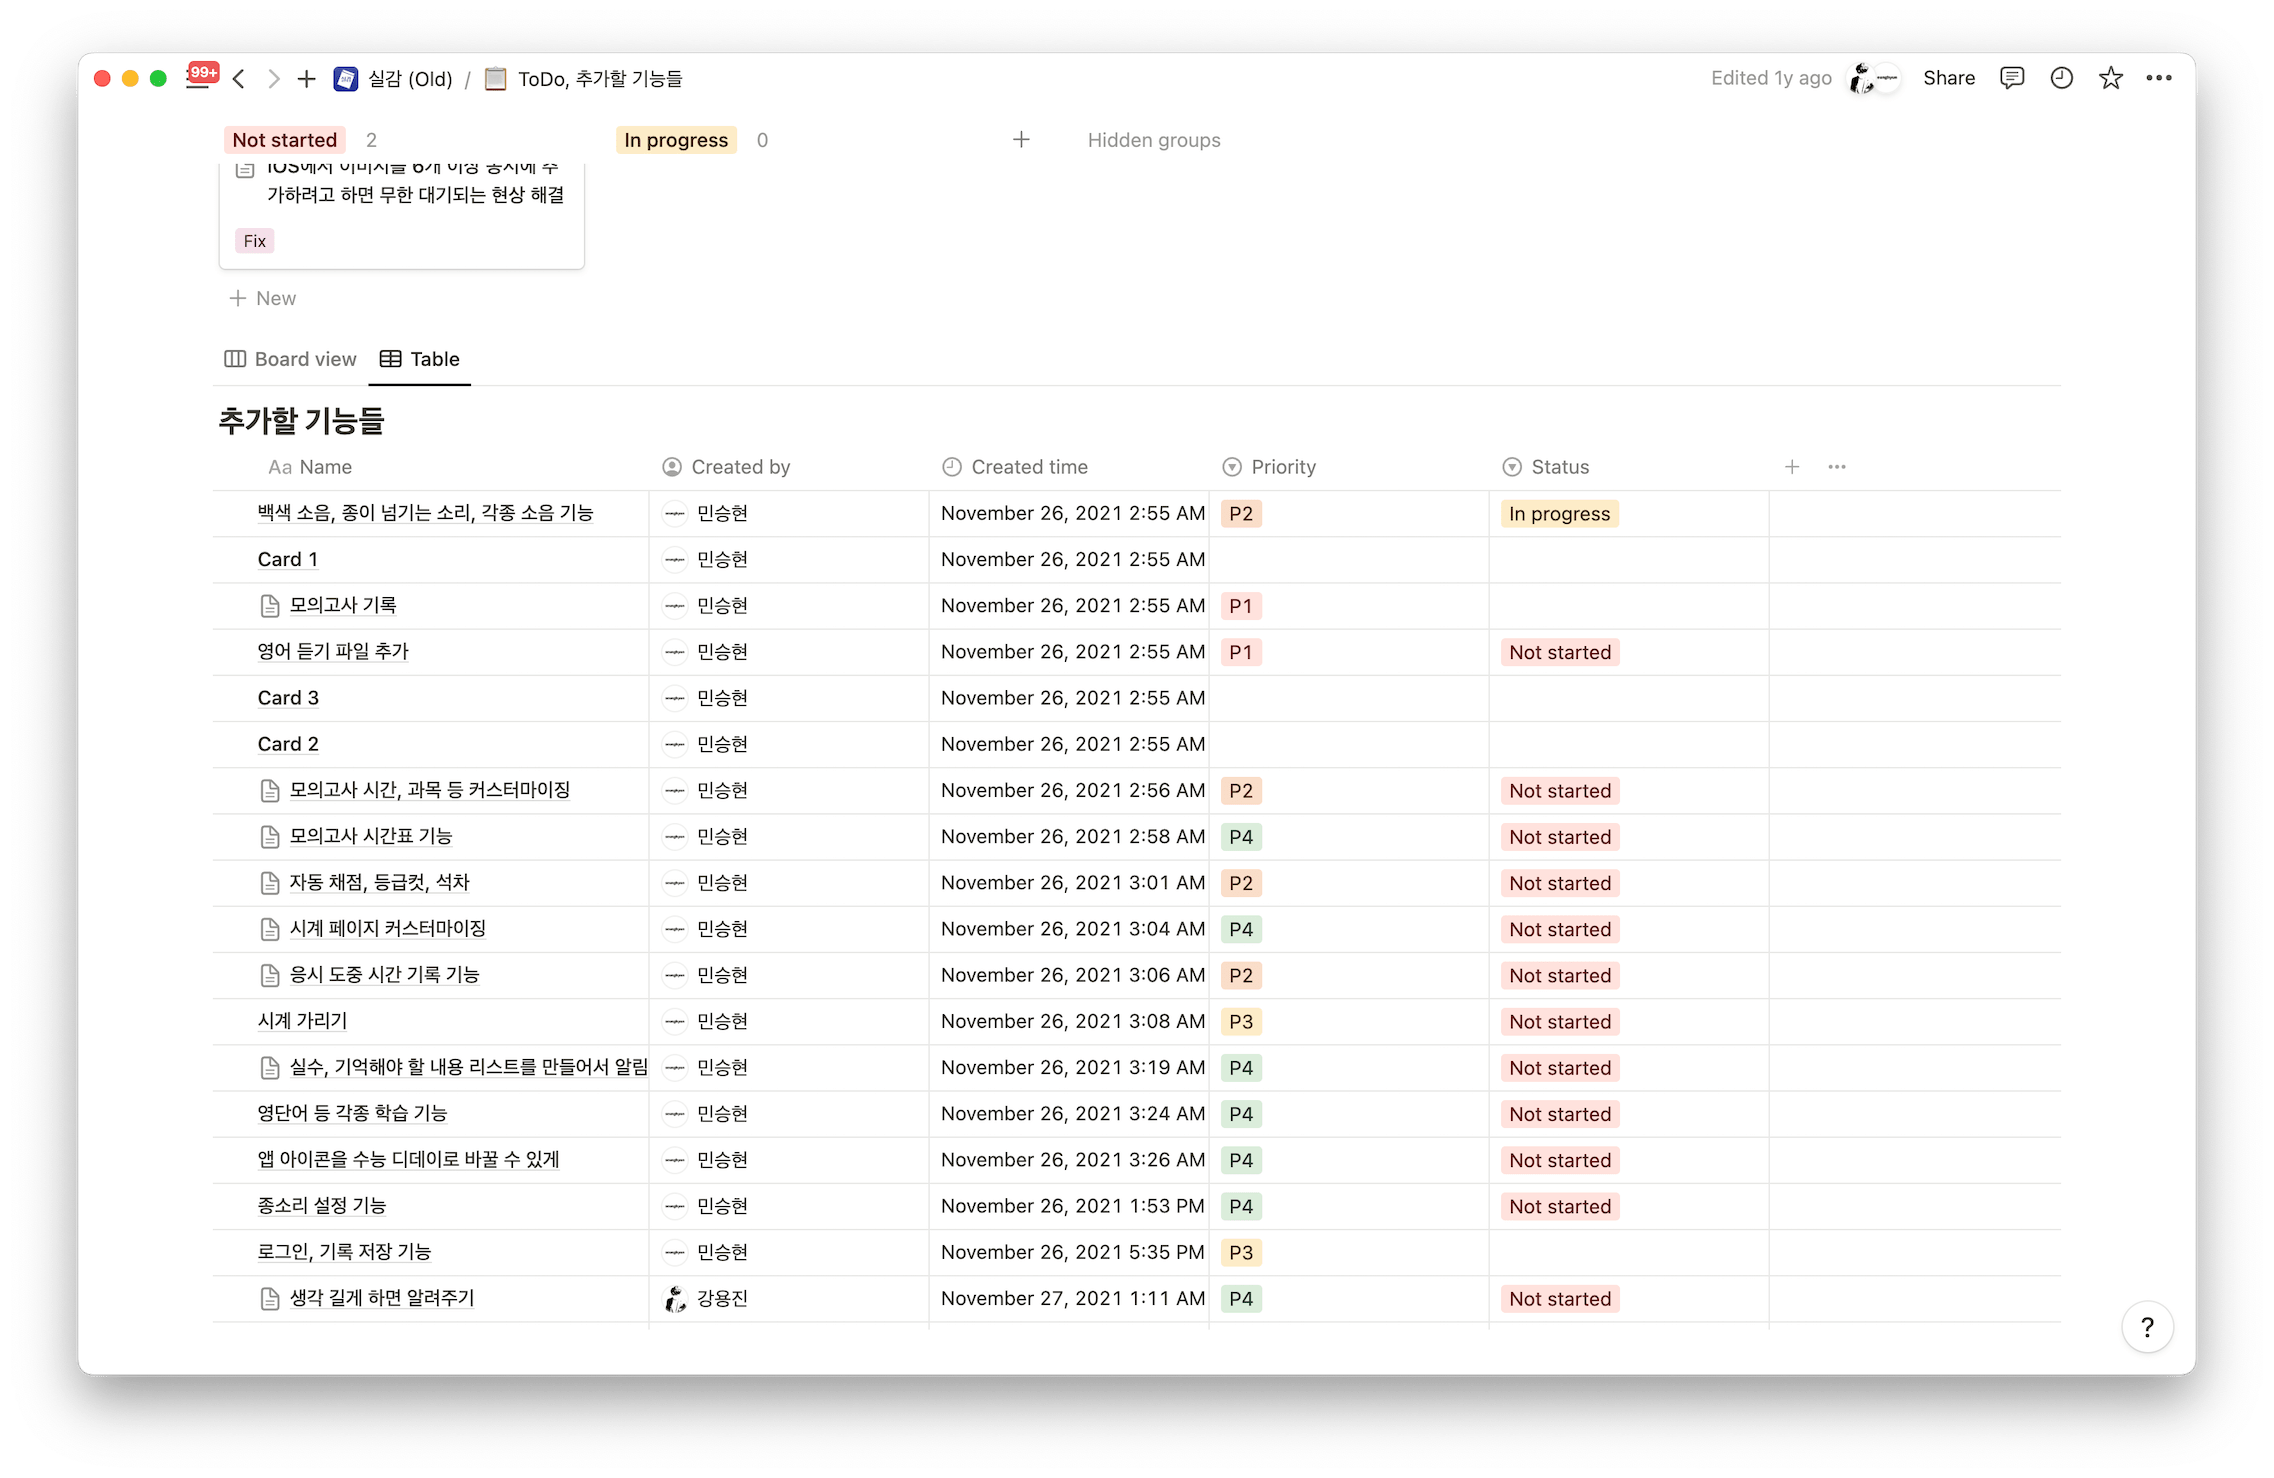 99+ 실감 (Old) / ToDo, 추가할 기능들 Edited 1y ago Share
Not started 2 In progress 0 Hidden groups
iOS에서 이미지를 6개 이상 동시에 추
가하려고 하면 무한 대기되는 현상 해결
Fix
New
Board view Table
추가할 기능들
Aa Name Created by Created time Priority Status
백색 소음, 종이 넘기는 소리, 각종 소음 기능 민승현 November 26, 2021 2:55 AM P2 In progress
Card 1 민승현 November 26, 2021 2:55 AM
모의고사 기록 민승현 November 26, 2021 2:55 AM P1
영어 듣기 파일 추가 민승현 November 26, 2021 2:55 AM P1 Not started
Card 3 민승현 November 26, 2021 2:55 AM
Card 2 민승현 November 26, 2021 2:55 AM
모의고사 시간, 과목 등 커스터마이징 민승현 November 26, 2021 2:56 AM P2 Not started
모의고사 시간표 기능 민승현 November 26, 2021 2:58 AM P4 Not started
자동 채점, 등급컷, 석차 민승현 November 26, 2021 3:01 AM P2 Not started
시계 페이지 커스터마이징 민승현 November 26, 2021 3:04 AM P4 Not started
응시 도중 시간 기록 기능 민승현 November 26, 2021 3:06 AM P2 Not started
시계 가리기 민승현 November 26, 2021 3:08 AM P3 Not started
실수, 기억해야 할 내용 리스트를 만들어서 알림 민승현 November 26, 2021 3:19 AM P4 Not started
영단어 등 각종 학습 기능 민승현 November 26, 2021 3:24 AM P4 Not started
앱 아이콘을 수능 디데이로 바꿀 수 있게 민승현 November 26, 2021 3:26 AM P4 Not started
종소리 설정 기능 민승현 November 26, 2021 1:53 PM P4 Not started
로그인, 기록 저장 기능 민승현 November 26, 2021 5:35 PM P3
생각 길게 하면 알려주기 강용진 November 27, 2021 1:11 AM P4 Not started
?